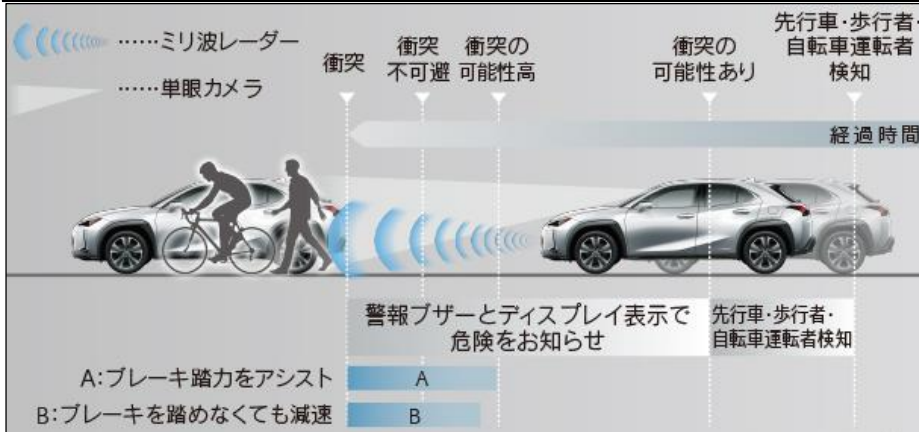 ……ミリ波レーダー
……単眼カメラ
衝突
衝突
不可避
衝突の
可能性高
衝突の
可能性あり
先行車・歩行者・
自転車運転者
検知
経過時間
警報ブザーとディスプレイ表示で
危険をお知らせ
先行車・歩行者・
自転車運転者検知
A：ブレーキ踏力をアシスト
A
B：ブレーキを踏めなくても減速
B